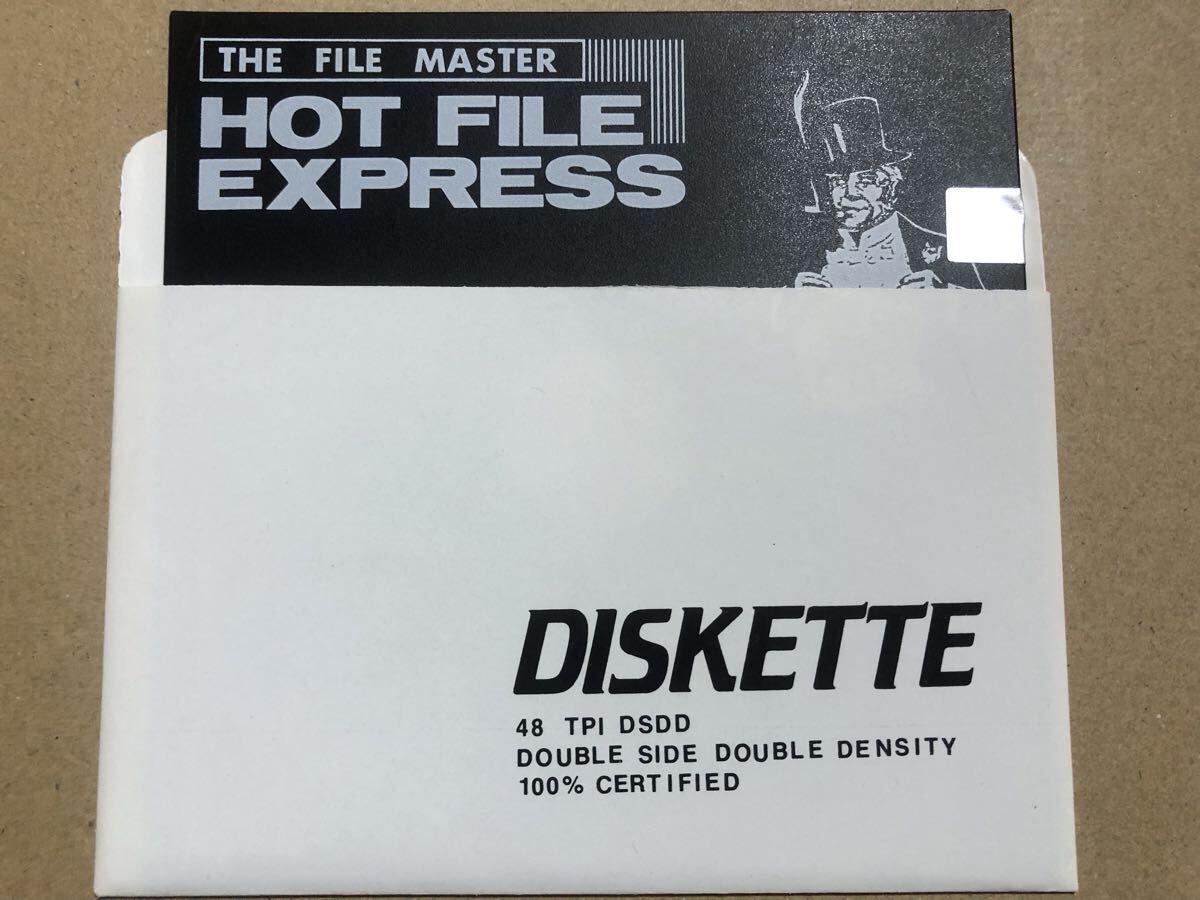 THE FILE MASTER
HOT FILE
EXPRESS
DISKETTE
48 TPI DSDD
DOUBLE SIDE DOUBLE DENSITY
100% CERTIFIED